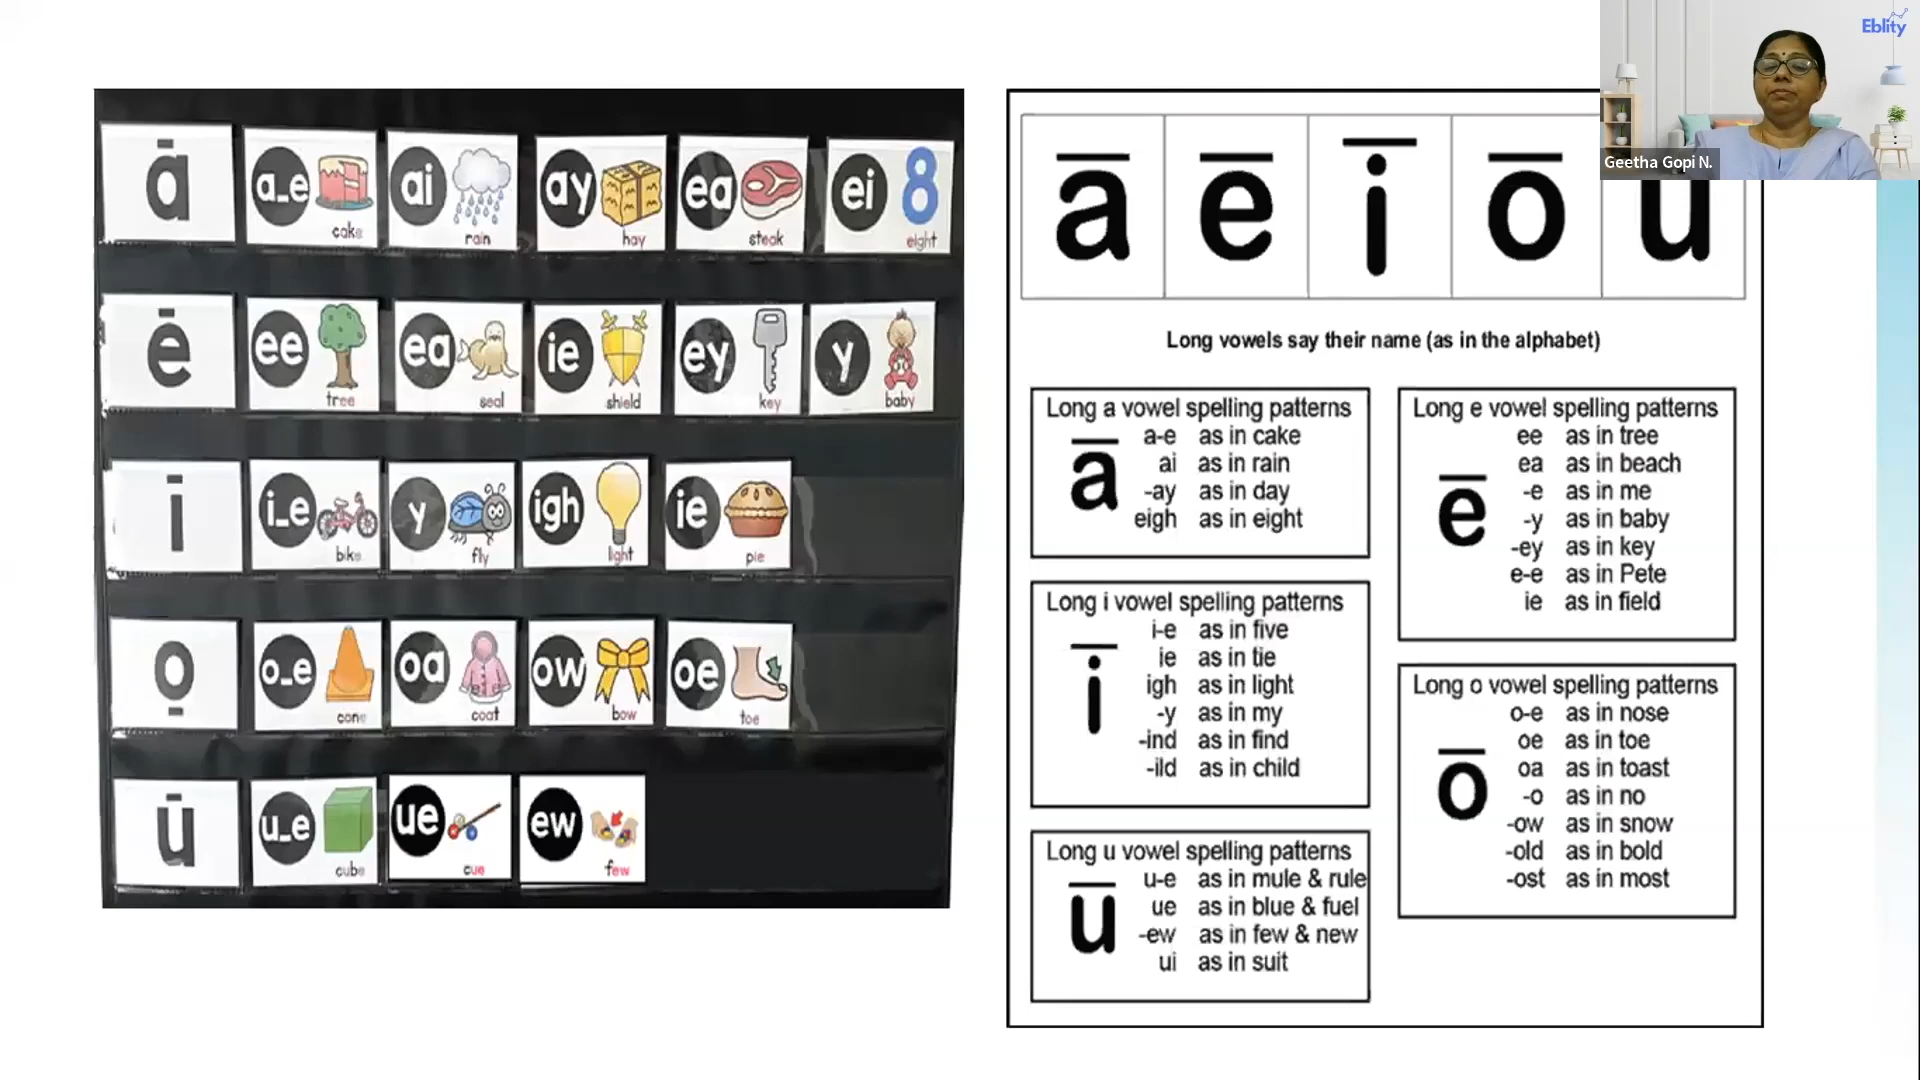 ā
a_e
cake
ai
rain
ay
hay
ea
steak
ei
8
eight
ē
ee
tree
ea
seal
ie
shield
ey
key
y
baby
ī
i_e
bike
y
fly
igh
light
ie
pie
o̱
o_e
cone
oa
coat
ow
bow
oe
toe
ū
u_e
cube
ue
cue
ew
few
ā ē ī ō u
Long vowels say their name (as in the alphabet)
Long a vowel spelling patterns
ā
a-e as in cake
ai as in rain
-ay as in day
eigh as in eight
Long i vowel spelling patterns
ī
i-e as in five
ie as in tie
igh as in light
-y as in my
-ind as in find
-ild as in child
Long u vowel spelling patterns
ū
u-e as in mule & rule
ue as in blue & fuel
-ew as in few & new
ui as in suit
Long e vowel spelling patterns
ē
ee as in tree
ea as in beach
-e as in me
-y as in baby
-ey as in key
e-e as in Pete
ie as in field
Long o vowel spelling patterns
ō
o-e as in nose
oe as in toe
oa as in toast
-o as in no
-ow as in snow
-old as in bold
-ost as in most
Eblity
Geetha Gopi N.